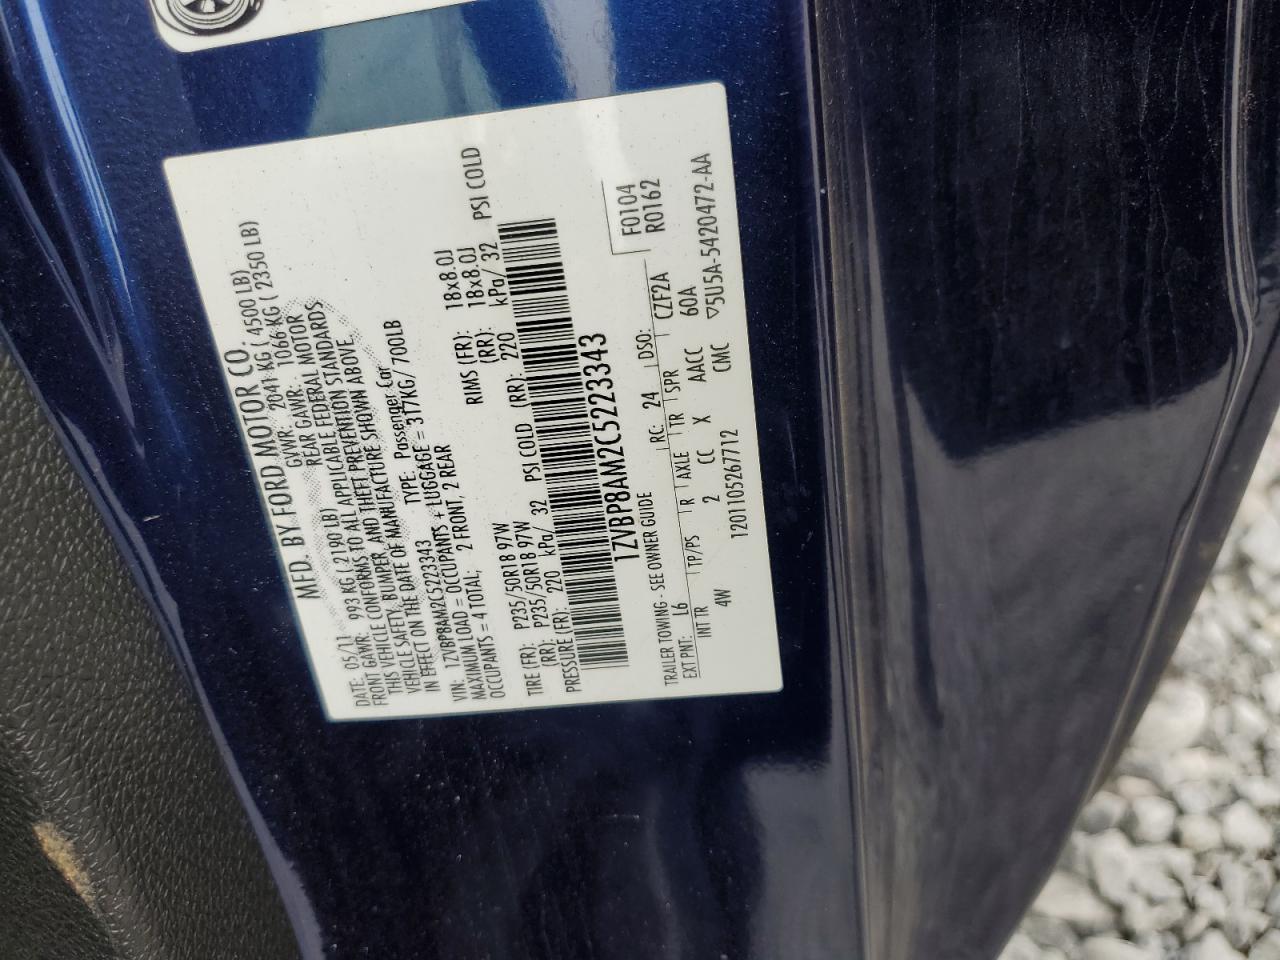 MFD. BY FORD MOTOR CO.
DATE: 05/11 GVWR: 2041 KG ( 4500 LB)
FRONT GAWR: 993 KG ( 2190 LB) REAR GAWR: 1066 KG ( 2350 LB)
THIS VEHICLE CONFORMS TO ALL APPLICABLE FEDERAL MOTOR
VEHICLE SAFETY, BUMPER, AND THEFT PREVENTION STANDARDS
IN EFFECT ON THE DATE OF MANUFACTURE SHOWN ABOVE.
VIN: 1ZVBP8AM2C5223343 TYPE: Passenger Car
MAXIMUM LOAD = OCCUPANTS + LUGGAGE = 317KG/ 700LB
OCCUPANTS = 4 TOTAL, 2 FRONT, 2 REAR
TIRE (FR): P235/50R18 97W RIMS (FR): 18x8.0J
(RR): P235/50R18 97W (RR): 18x8.0J
PRESSURE (FR): 220 kPa/ 32 PSI COLD (RR): 220 kPa/ 32 PSI COLD
1ZVBP8AM2C5223343
F0104
R0162
TRAILER TOWING - SEE OWNER GUIDE RC: 24 DSO: CZF2A
EXT PNT: L6 TP/PS R AXLE TR SPR 60A
INT TR 2 CC X AACC ▽5U5A-5420472-AA
4W CMC
1201105267712